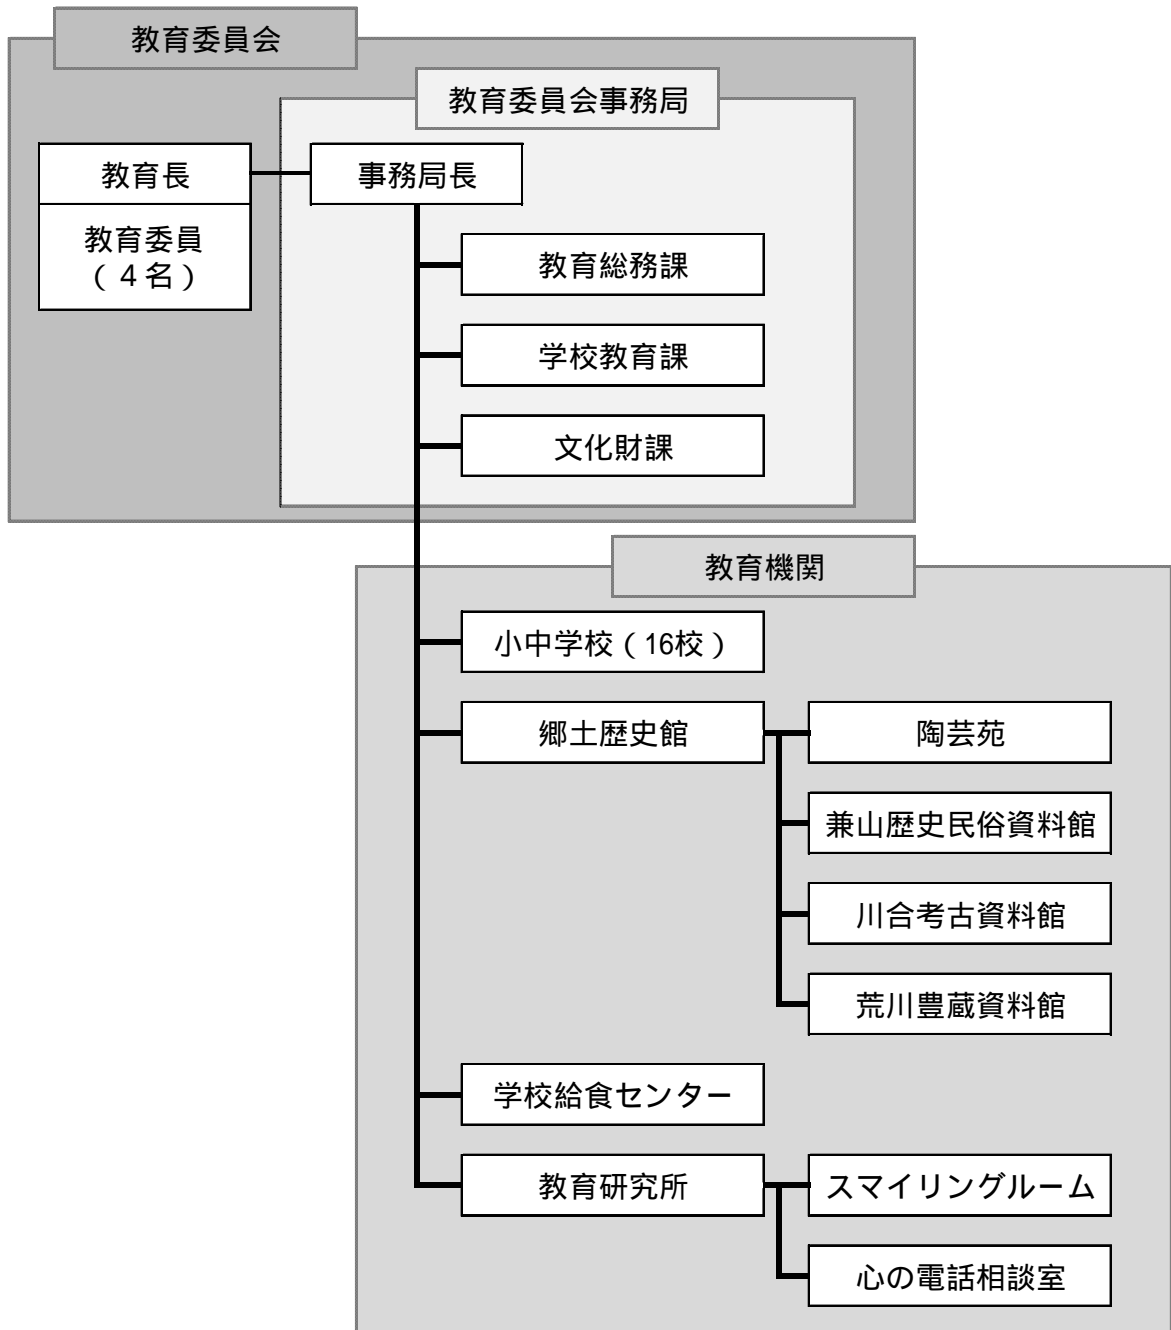 教育委員会
教育委員会事務局
教育長
事務局長
教育委員
（４名）
教育総務課
学校教育課
文化財課
教育機関
小中学校（16校）
郷土歴史館
陶芸苑
兼山歴史民俗資料館
川合考古資料館
荒川豊蔵資料館
学校給食センター
教育研究所
スマイリングルーム
心の電話相談室